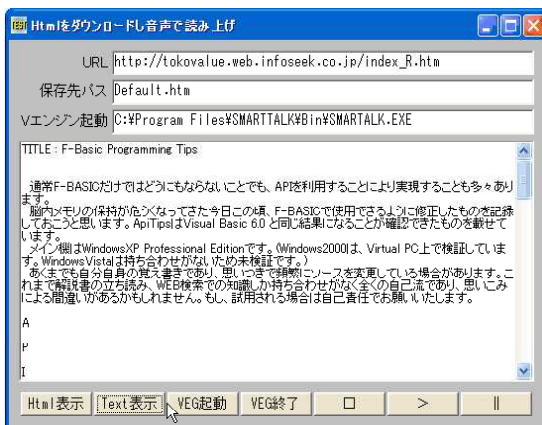 Htmlをダウンロードし音声で読み上げ
URL http://tokovalue.web.infoseek.co.jp/index_R.htm
保存先パス Default.htm
Vエンジン起動 C:¥Program Files¥SMARTTALK¥Bin¥SMARTALK.EXE
TITLE : F-Basic Programming Tips
通常F-BASICだけではどうにもならないことでも、APIを利用することにより実現することも多々あり
ます。
脳内メモリの保持が危うくなってきた今日この頃、F-BASICで使用できるように修正したものを記録
しておこうと思います。ApiTipsはVisual Basic 6.0 と同じ結果になることが確認できたものを載せて
います。
メイン機はWindowsXP Professional Editionです。(Windows2000は、Virtual PC上で検証していま
す。WindowsVistaは持ち合わせがないため未検証です。)
あくまでも自分自身の覚え書きであり、思いつきで頻繁にソースを変更している場合があります。こ
れまで解説書の立ち読み、WEB検索での知識しか持ち合わせがなく全くの自己流であり、思いこみ
による間違いがあるかもしれません。もし、試用される場合は自己責任でお願いいたします。
A
P
I
Html表示 Text表示 VEG起動 VEG終了 □ > ||